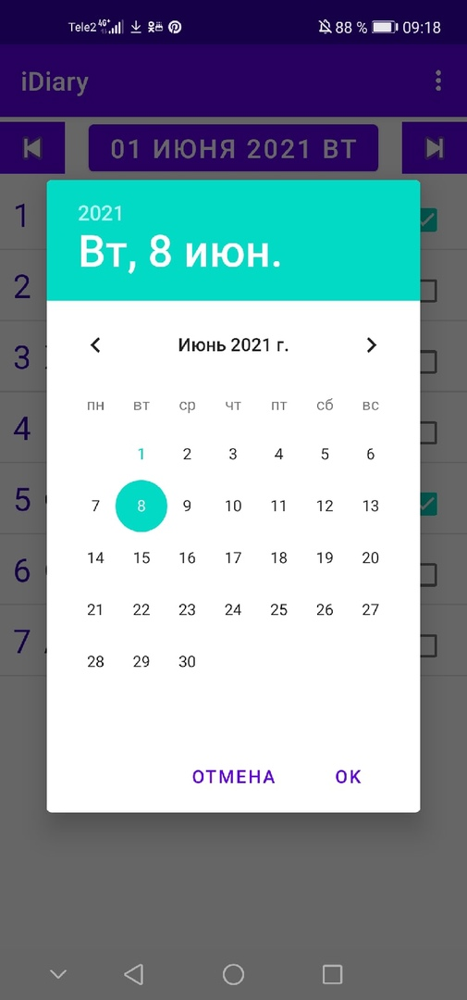 Tele2 4G+ 88 % 09:18
iDiary
01 ИЮНЯ 2021 ВТ
1
2
3
4
5
6
7
2021
Вт, 8 июн.
Июнь 2021 г.
пн вт ср чт пт сб вс
1 2 3 4 5 6
7 8 9 10 11 12 13
14 15 16 17 18 19 20
21 22 23 24 25 26 27
28 29 30
ОТМЕНА OK